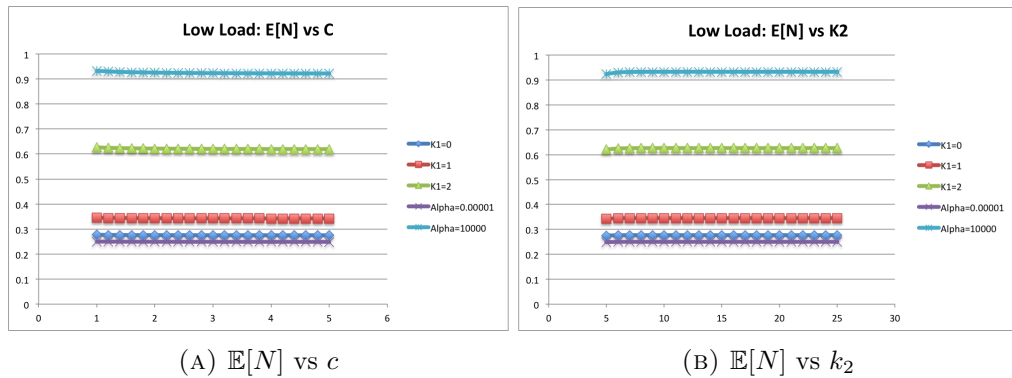 Low Load: E[N] vs C
1
0.9
0.8
0.7
0.6
0.5
0.4
0.3
0.2
0.1
0
0 1 2 3 4 5 6
K1=0
K1=1
K1=2
Alpha=0.00001
Alpha=10000
(A) 𝔼[N] vs c
Low Load: E[N] vs K2
1
0.9
0.8
0.7
0.6
0.5
0.4
0.3
0.2
0.1
0
0 5 10 15 20 25 30
K1=0
K1=1
K1=2
Alpha=0.00001
Alpha=10000
(B) 𝔼[N] vs k₂